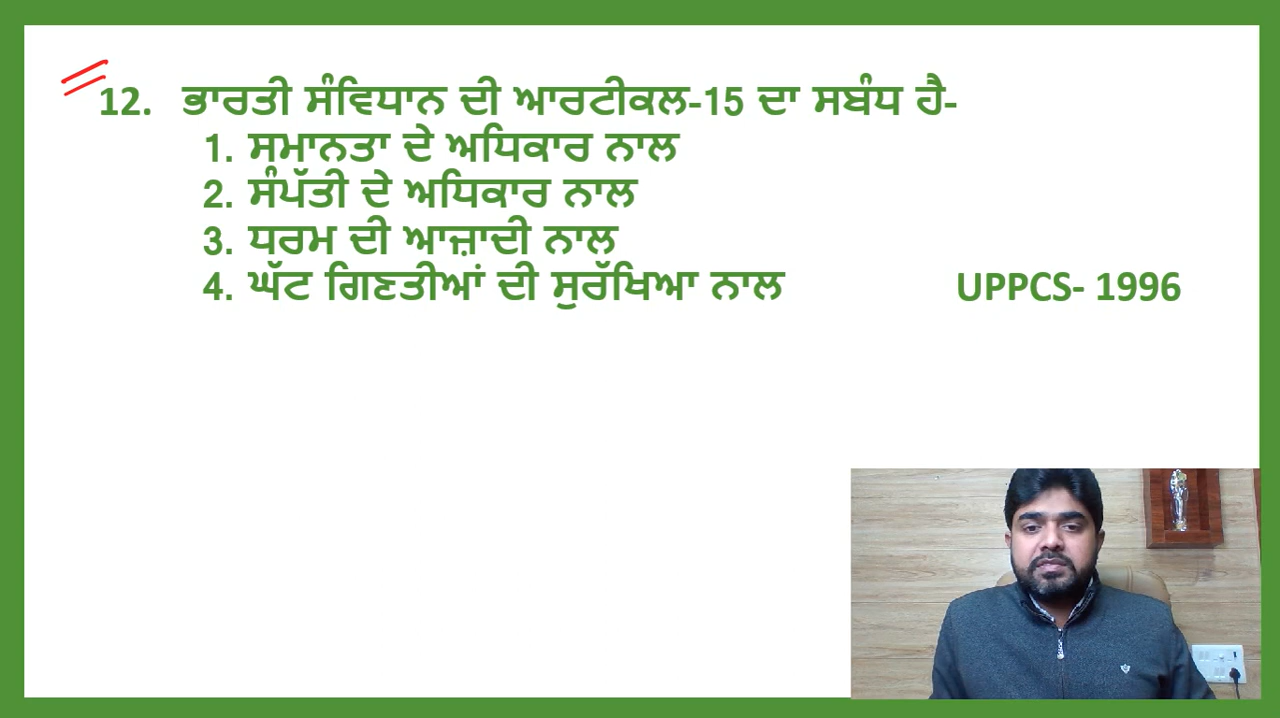 12. ਭਾਰਤੀ ਸੰਵਿਧਾਨ ਦੀ ਆਰਟੀਕਲ-15 ਦਾ ਸਬੰਧ ਹੈ-
1. ਸਮਾਨਤਾ ਦੇ ਅਧਿਕਾਰ ਨਾਲ
2. ਸੰਪੱਤੀ ਦੇ ਅਧਿਕਾਰ ਨਾਲ
3. ਧਰਮ ਦੀ ਆਜ਼ਾਦੀ ਨਾਲ
4. ਘੱਟ ਗਿਣਤੀਆਂ ਦੀ ਸੁਰੱਖਿਆ ਨਾਲ UPPCS- 1996